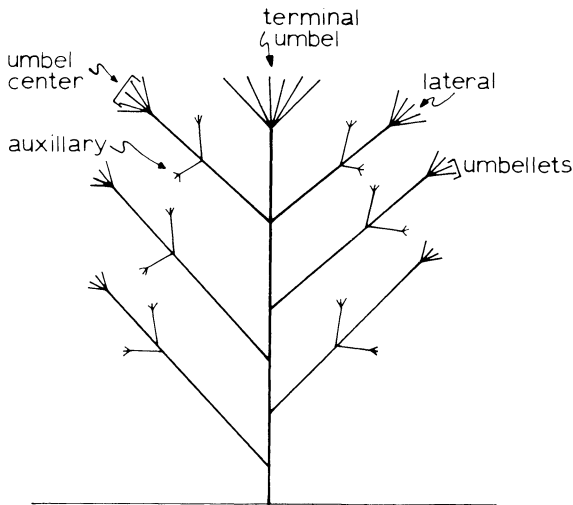 terminal
umbel
umbel
center
lateral
auxillary
umbellets